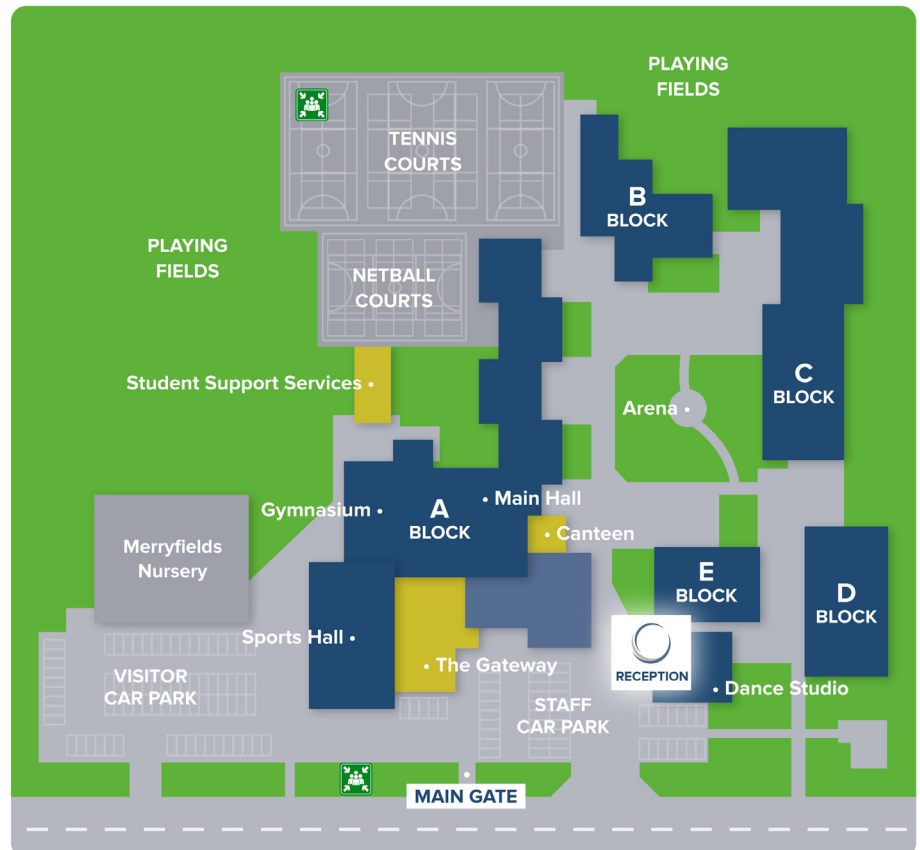 PLAYING
FIELDS
TENNIS
COURTS
B
BLOCK
PLAYING
FIELDS
NETBALL
COURTS
Student Support Services
C
BLOCK
Arena
Gymnasium
A
BLOCK
Main Hall
Canteen
Merryfields
Nursery
E
BLOCK
D
BLOCK
Sports Hall
The Gateway
RECEPTION
VISITOR
CAR PARK
Dance Studio
STAFF
CAR PARK
MAIN GATE